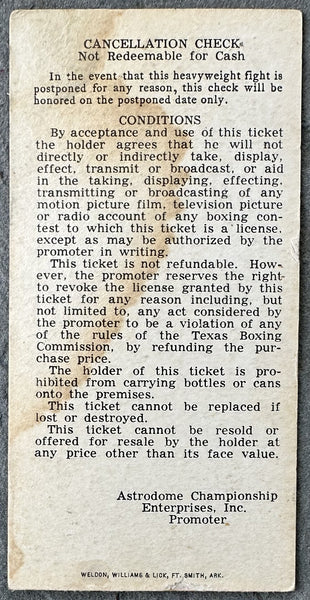 CANCELLATION CHECK
Not Redeemable for Cash
In the event that this heavyweight fight is
postponed for any reason, this check will be
honored on the postponed date only.
CONDITIONS
By acceptance and use of this ticket
the holder agrees that he will not
directly or indirectly take, display,
effect, transmit or broadcast, or aid
in the taking, displaying, effecting,
transmitting or broadcasting of any
motion picture film, television picture
or radio account of any boxing con-
test to which this ticket is a license,
except as may be authorized by the
promoter in writing.
This ticket is not refundable. How-
ever, the promoter reserves the right
to revoke the license granted by this
ticket for any reason including, but
not limited to, any act considered by
the promoter to be a violation of any
of the rules of the Texas Boxing
Commission, by refunding the pur-
chase price.
The holder of this ticket is pro-
hibited from carrying bottles or cans
onto the premises.
This ticket cannot be replaced if
lost or destroyed.
This ticket cannot be resold or
offered for resale by the holder at
any price other than its face value.
Astrodome Championship
Enterprises, Inc.
Promoter
WELDON, WILLIAMS & LICK, FT. SMITH, ARK.